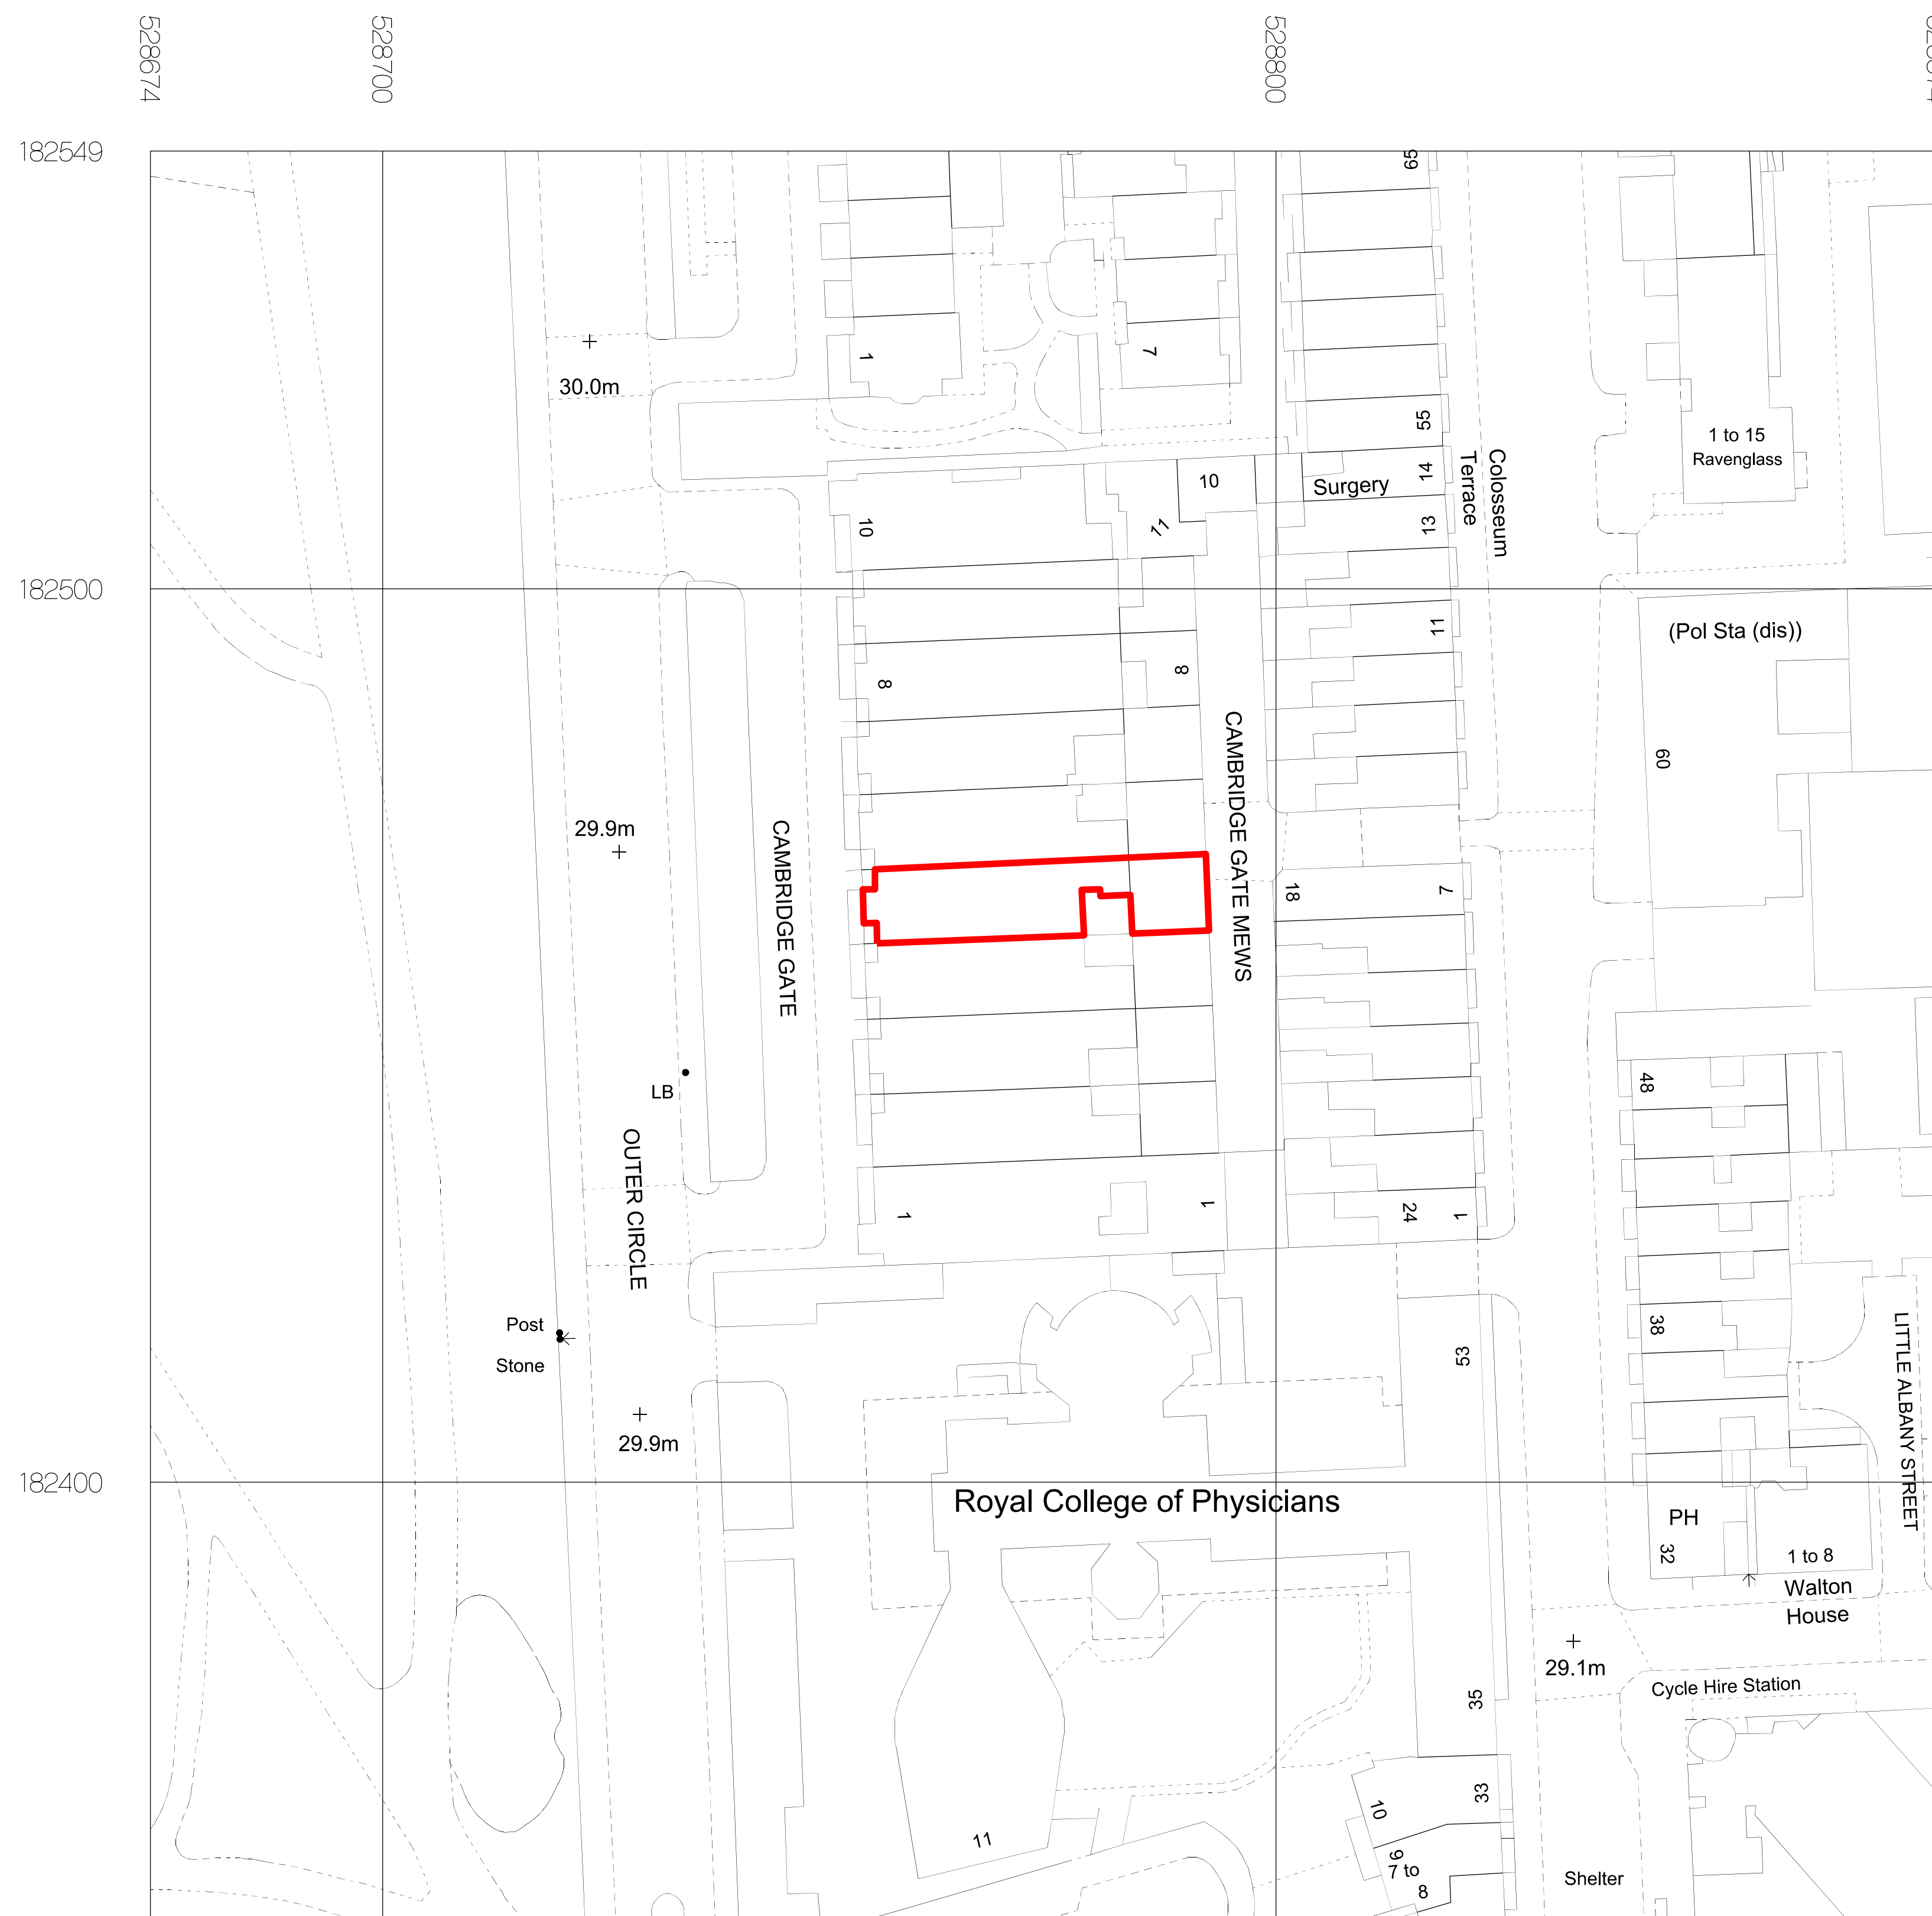 528674
528700
528800
182549
65
30.0m
1
7
55
1 to 15
Ravenglass
10
Surgery
14
Colosseum
Terrace
10
11
13
182500
(Pol Sta (dis))
11
8
8
60
CAMBRIDGE GATE MEWS
29.9m
CAMBRIDGE GATE
18
7
LB
48
OUTER CIRCLE
1
1
24
1
Post
Stone
38
53
LITTLE ALBANY STREET
29.9m
182400
Royal College of Physicians
PH
32
1 to 8
Walton
House
29.1m
Cycle Hire Station
35
33
10
11
9
7 to
8
Shelter